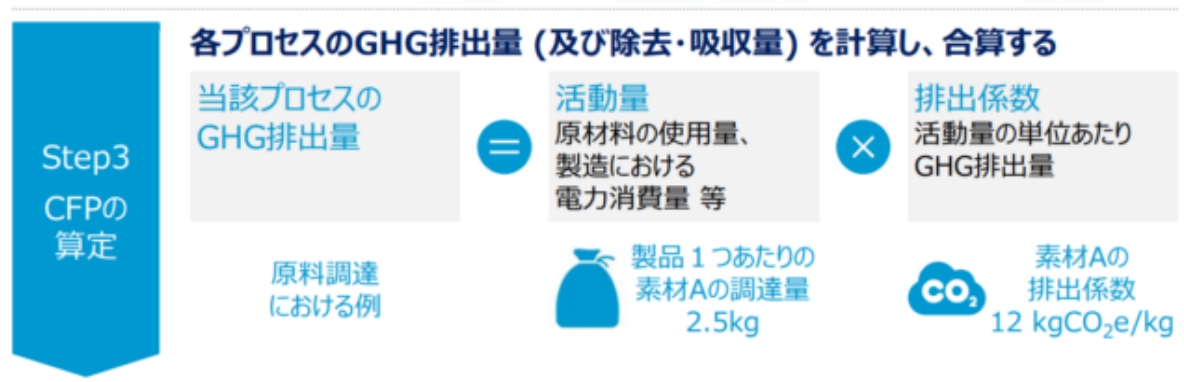 各プロセスのGHG排出量 (及び除去・吸収量) を計算し、合算する
Step3
CFPの
算定
当該プロセスの
GHG排出量
=
活動量
原材料の使用量、
製造における
電力消費量 等
×
排出係数
活動量の単位あたり
GHG排出量
原料調達
における例
製品１つあたりの
素材Aの調達量
2.5kg
CO₂
素材Aの
排出係数
12 kgCO₂e/kg